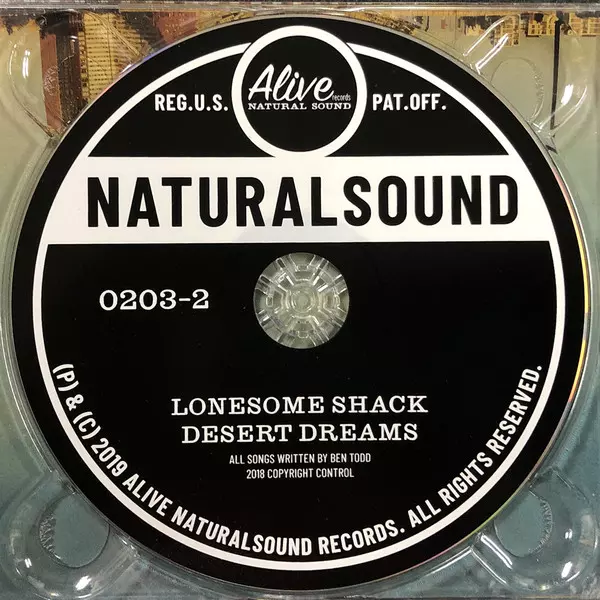 Alive
records
NATURAL SOUND
REG.U.S. PAT.OFF.
NATURALSOUND
0203-2
LONESOME SHACK
DESERT DREAMS
ALL SONGS WRITTEN BY BEN TODD
2018 COPYRIGHT CONTROL
(P) & (C) 2019 ALIVE NATURALSOUND RECORDS. ALL RIGHTS RESERVED.